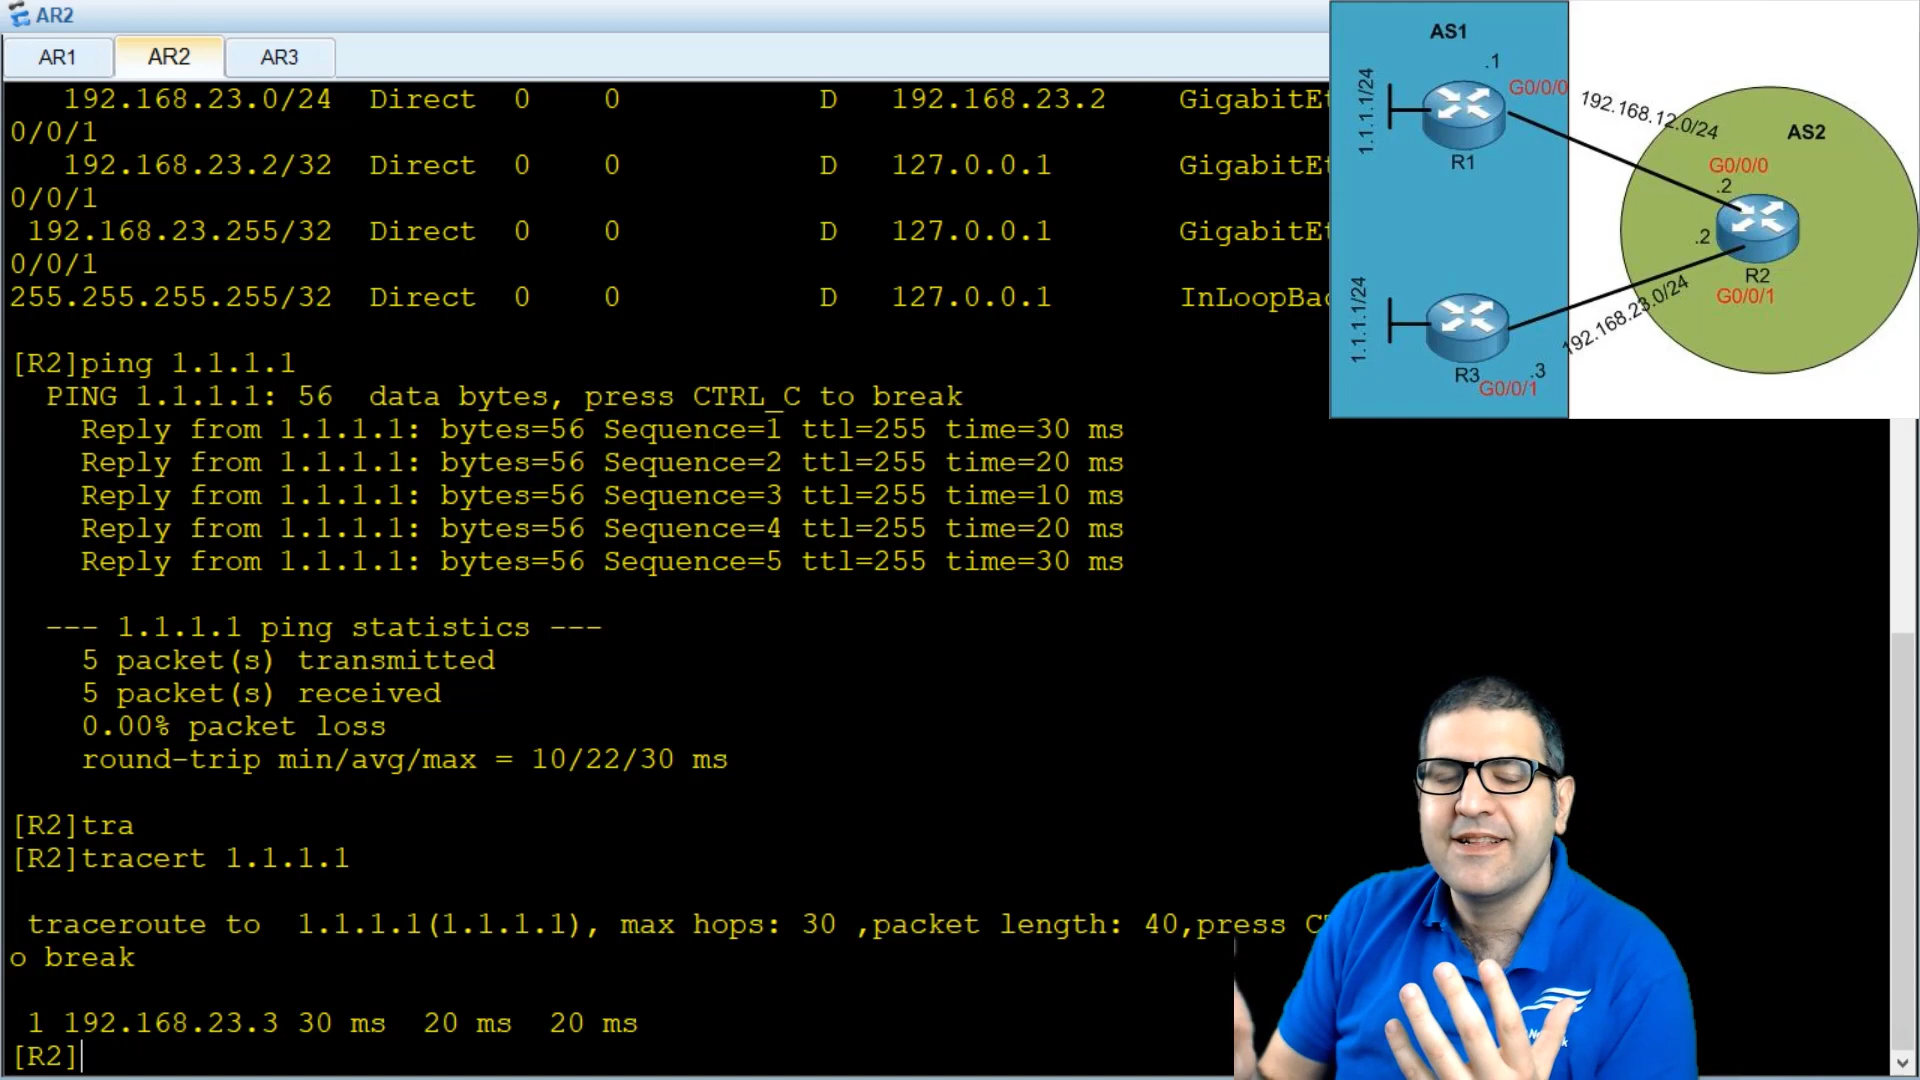 AR2
AR1
AR2
AR3
192.168.23.0/24 Direct 0 0 D 192.168.23.2
0/0/1
192.168.23.2/32 Direct 0 0 D 127.0.0.1
0/0/1
192.168.23.255/32 Direct 0 0 D 127.0.0.1
0/0/1
255.255.255.255/32 Direct 0 0 D 127.0.0.1
[R2]ping 1.1.1.1
PING 1.1.1.1: 56 data bytes, press CTRL_C to break
Reply from 1.1.1.1: bytes=56 Sequence=1 ttl=255 time=30 ms
Reply from 1.1.1.1: bytes=56 Sequence=2 ttl=255 time=20 ms
Reply from 1.1.1.1: bytes=56 Sequence=3 ttl=255 time=10 ms
Reply from 1.1.1.1: bytes=56 Sequence=4 ttl=255 time=20 ms
Reply from 1.1.1.1: bytes=56 Sequence=5 ttl=255 time=30 ms
--- 1.1.1.1 ping statistics ---
5 packet(s) transmitted
5 packet(s) received
0.00% packet loss
round-trip min/avg/max = 10/22/30 ms
[R2]tra
[R2]tracert 1.1.1.1
traceroute to 1.1.1.1(1.1.1.1), max hops: 30 ,packet length: 40,press
o break
1 192.168.23.3 30 ms 20 ms 20 ms
[R2]
AS1
.1
G0/0/0
1.1.1.1/24
R1
192.168.12.0/24
AS2
G0/0/0
.2
.2
R2
G0/0/1
192.168.23.0/24
1.1.1.1/24
R3
.3
G0/0/1